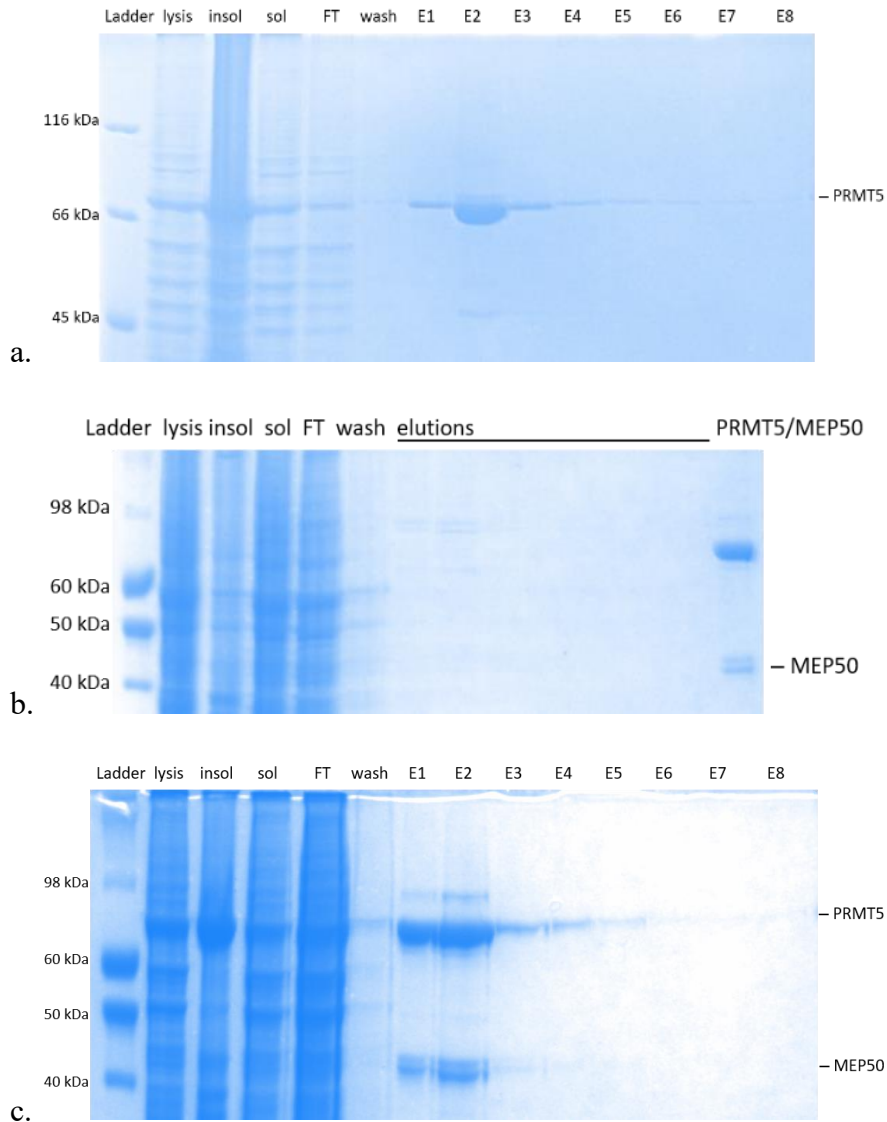 Ladder lysis insol sol FT wash E1 E2 E3 E4 E5 E6 E7 E8
116 kDa
– PRMT5
66 kDa
45 kDa
a.
Ladder lysis insol sol FT wash elutions PRMT5/MEP50
98 kDa
60 kDa
50 kDa
– MEP50
40 kDa
b.
Ladder lysis insol sol FT wash E1 E2 E3 E4 E5 E6 E7 E8
98 kDa
– PRMT5
60 kDa
50 kDa
– MEP50
40 kDa
c.